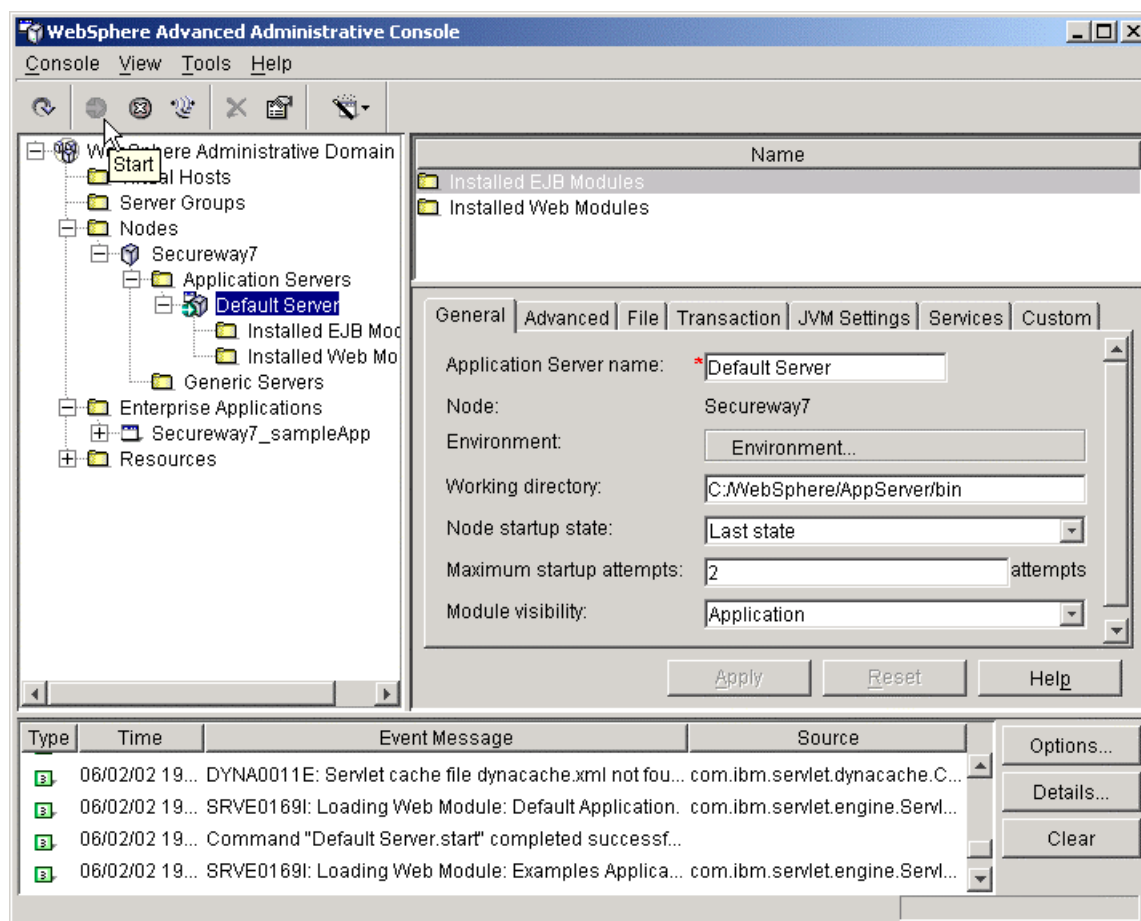 WebSphere Advanced Administrative Console
Console View Tools Help
WebSphere Administrative Domain
Start
Virtual Hosts
Server Groups
Nodes
Secureway7
Application Servers
Default Server
Installed EJB Mod
Installed Web Mo
Generic Servers
Enterprise Applications
Secureway7_sampleApp
Resources
Name
Installed EJB Modules
Installed Web Modules
General Advanced File Transaction JVM Settings Services Custom
Application Server name: *Default Server
Node: Secureway7
Environment: Environment...
Working directory: C:/WebSphere/AppServer/bin
Node startup state: Last state
Maximum startup attempts: 2 attempts
Module visibility: Application
Apply Reset Help
Type Time Event Message Source
06/02/02 19... DYNA0011E: Servlet cache file dynacache.xml not fou... com.ibm.servlet.dynacache.C...
06/02/02 19... SRVE0169I: Loading Web Module: Default Application. com.ibm.servlet.engine.Servl...
06/02/02 19... Command "Default Server.start" completed successf...
06/02/02 19... SRVE0169I: Loading Web Module: Examples Applica... com.ibm.servlet.engine.Servl...
Options...
Details...
Clear